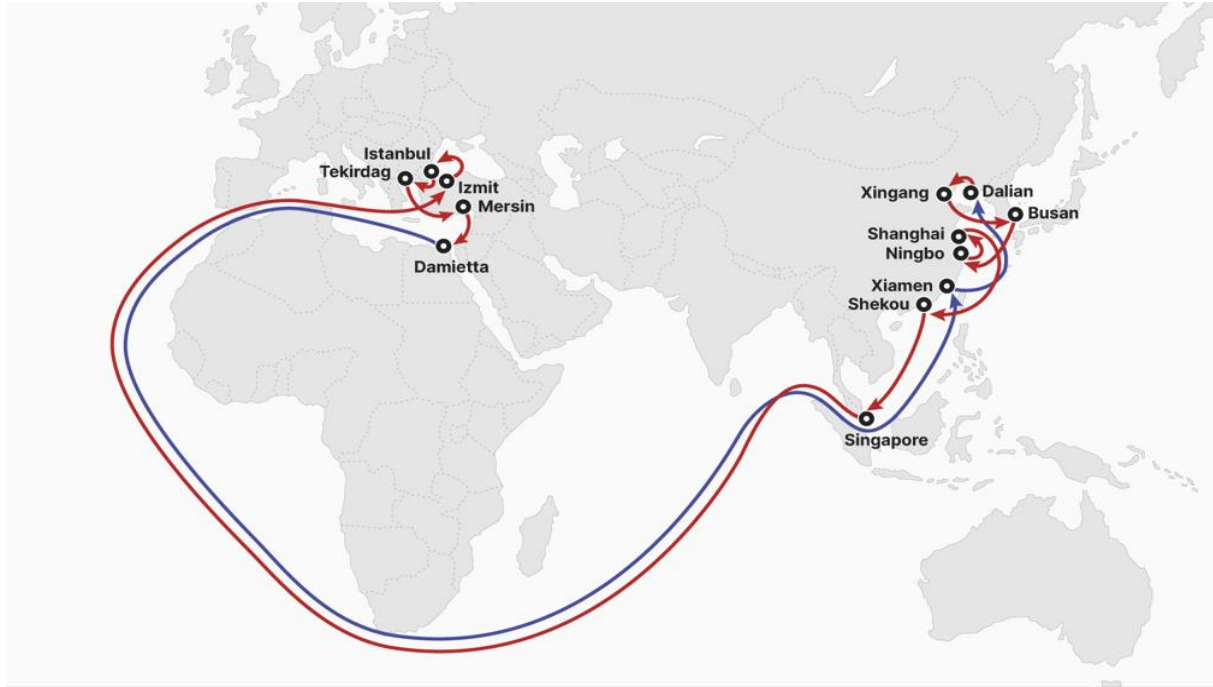 Istanbul
Tekirdag
Izmit
Mersin
Damietta
Xingang
Dalian
Busan
Shanghai
Ningbo
Xiamen
Shekou
Singapore